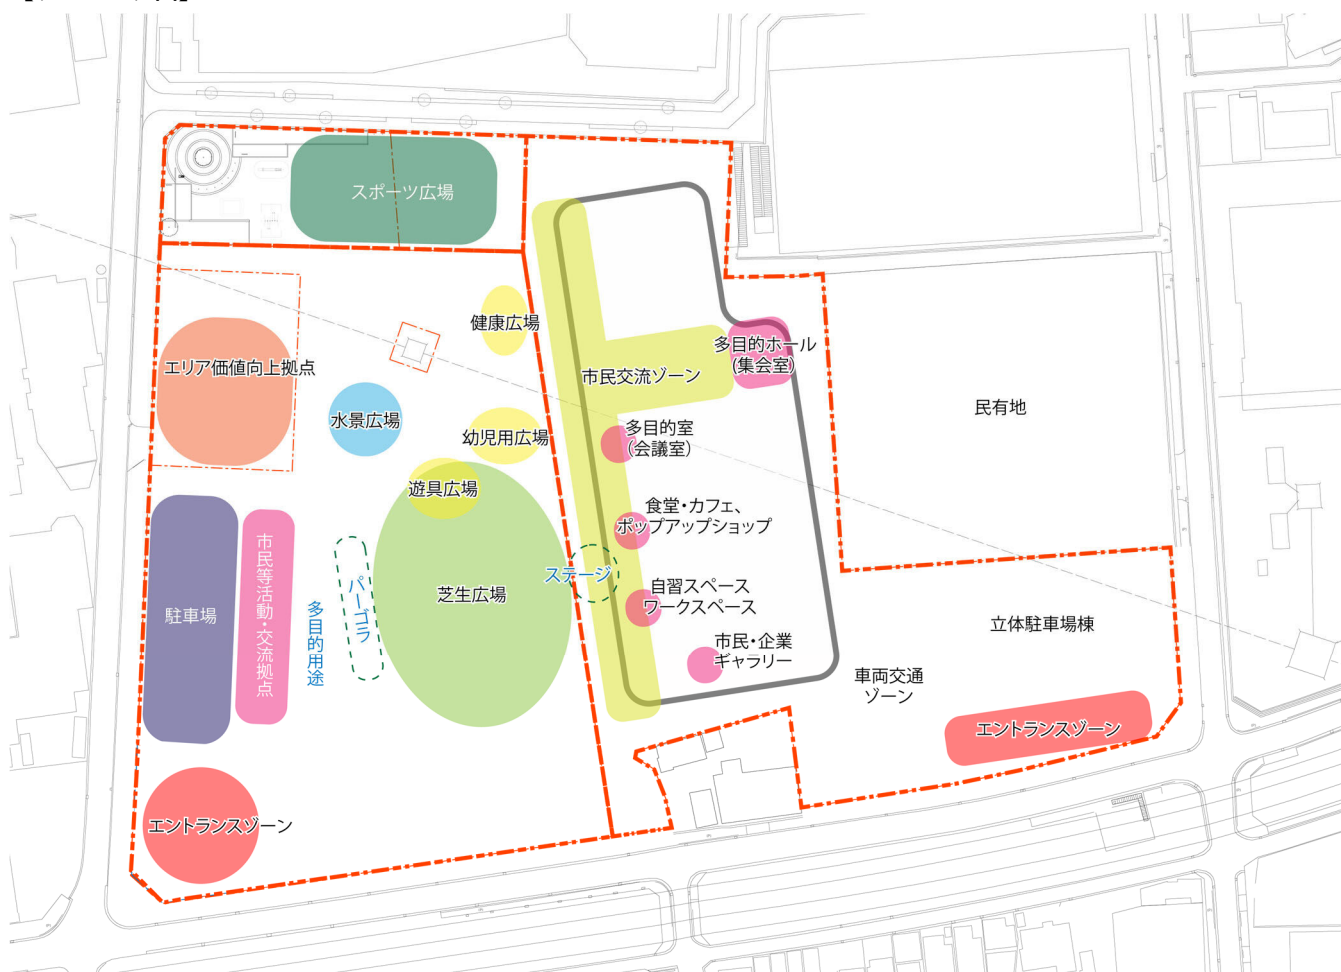 スポーツ広場
健康広場
エリア価値向上拠点
水景広場
幼児用広場
遊具広場
市民交流ゾーン
多目的ホール
(集会室)
多目的室
(会議室)
民有地
食堂・カフェ、
ポップアップショップ
ステージ
自習スペース
ワークスペース
市民・企業
ギャラリー
芝生広場
パーゴラ
多目的用途
市民等活動・交流拠点
駐車場
立体駐車場棟
車両交通
ゾーン
エントランスゾーン
エントランスゾーン